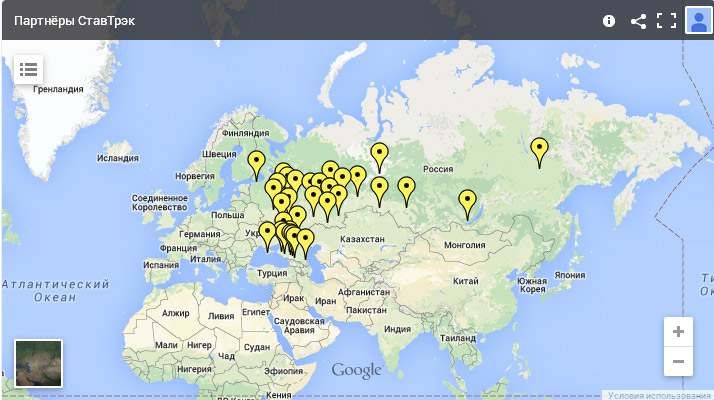 Партнёры СтавТрэк
Гренландия
Финляндия
Исландия
Швеция
Норвегия
Россия
Соединенное
Королевство
Польша
Германия
Франция
Казахстан
Монголия
Италия
Испания
Турция
Япония
Южная
Корея
Китай
Атлантический
Океан
Афганистан
Ирак
Иран
Пакистан
Алжир
Ливия
Египет
Саудовская
Аравия
Индия
Таиланд
Мали
Нигер
Судан
Чад
Нигерия
Эфиопия
Кения
Google
Условия использования